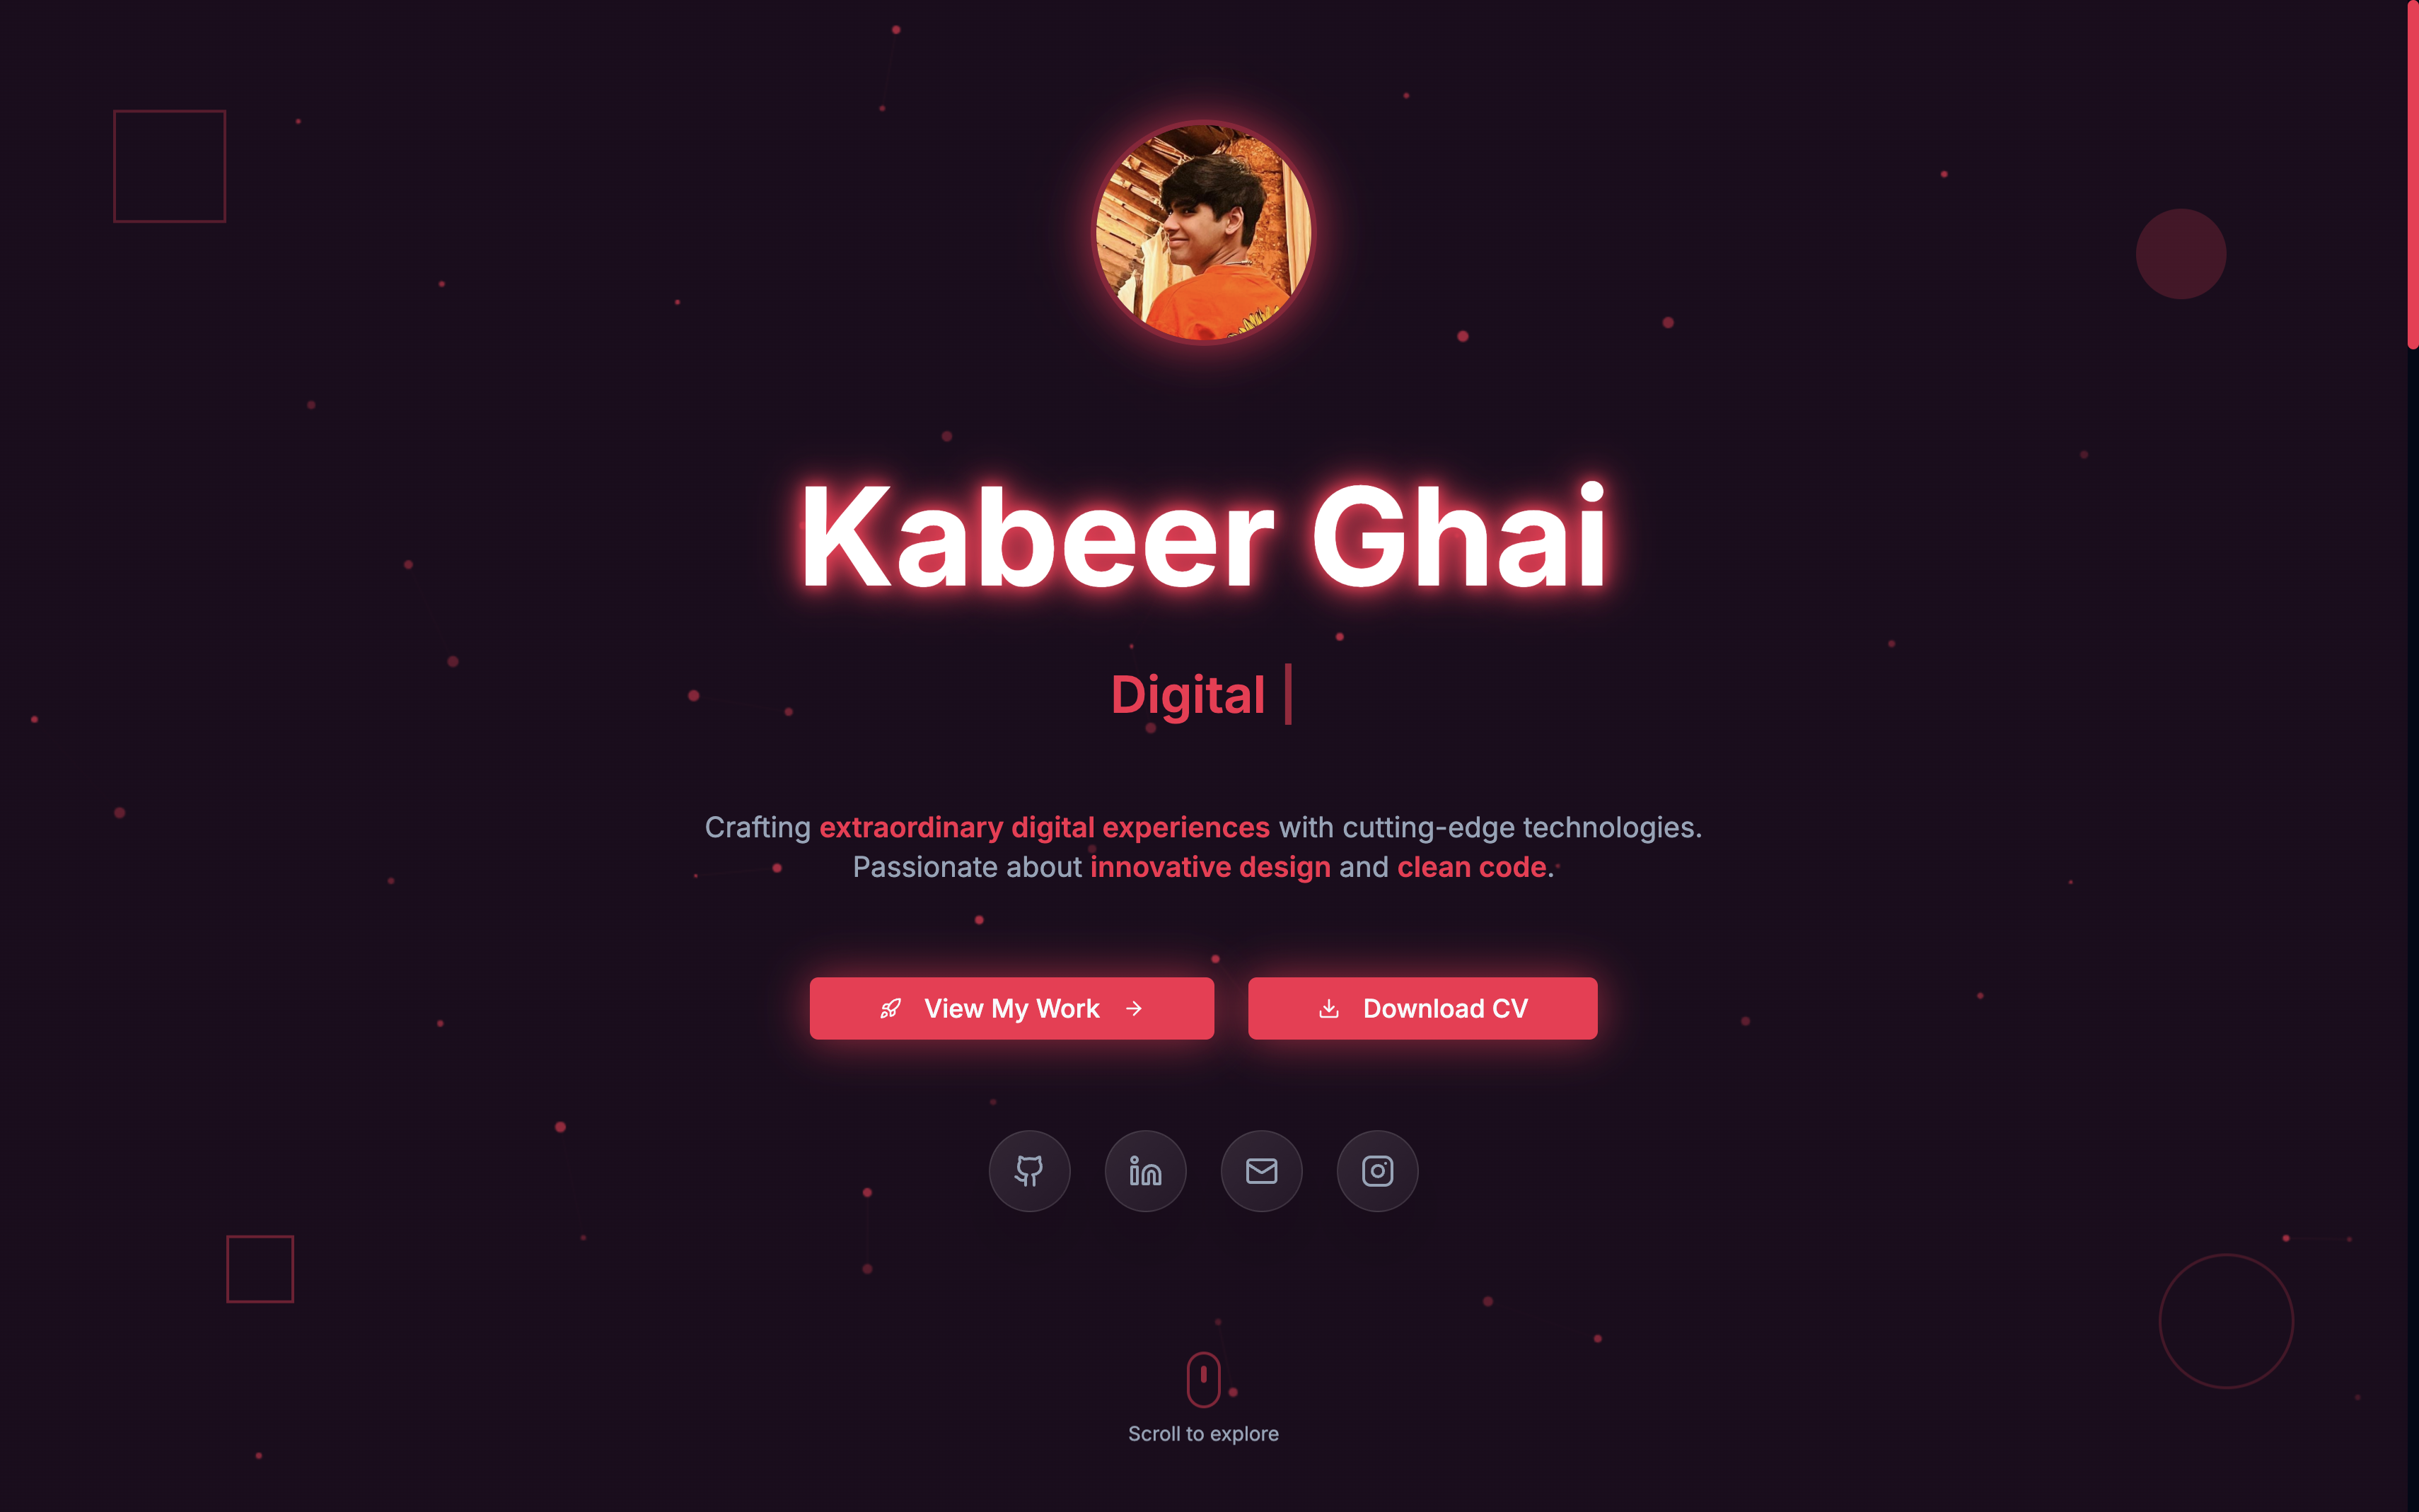 Kabeer Ghai
Digital
Crafting extraordinary digital experiences with cutting-edge technologies.
Passionate about innovative design and clean code.
View My Work
Download CV
Scroll to explore